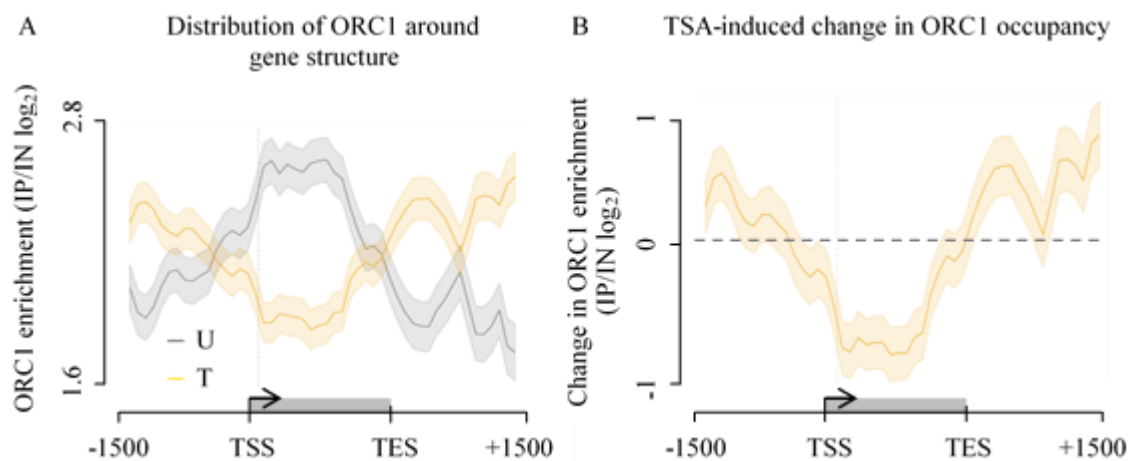 A
Distribution of ORC1 around
gene structure
ORC1 enrichment (IP/IN log₂)
2.8
1.6
U
T
-1500
TSS
TES
+1500
B
TSA-induced change in ORC1 occupancy
Change in ORC1 enrichment
(IP/IN log₂)
1
0
-1
-1500
TSS
TES
+1500